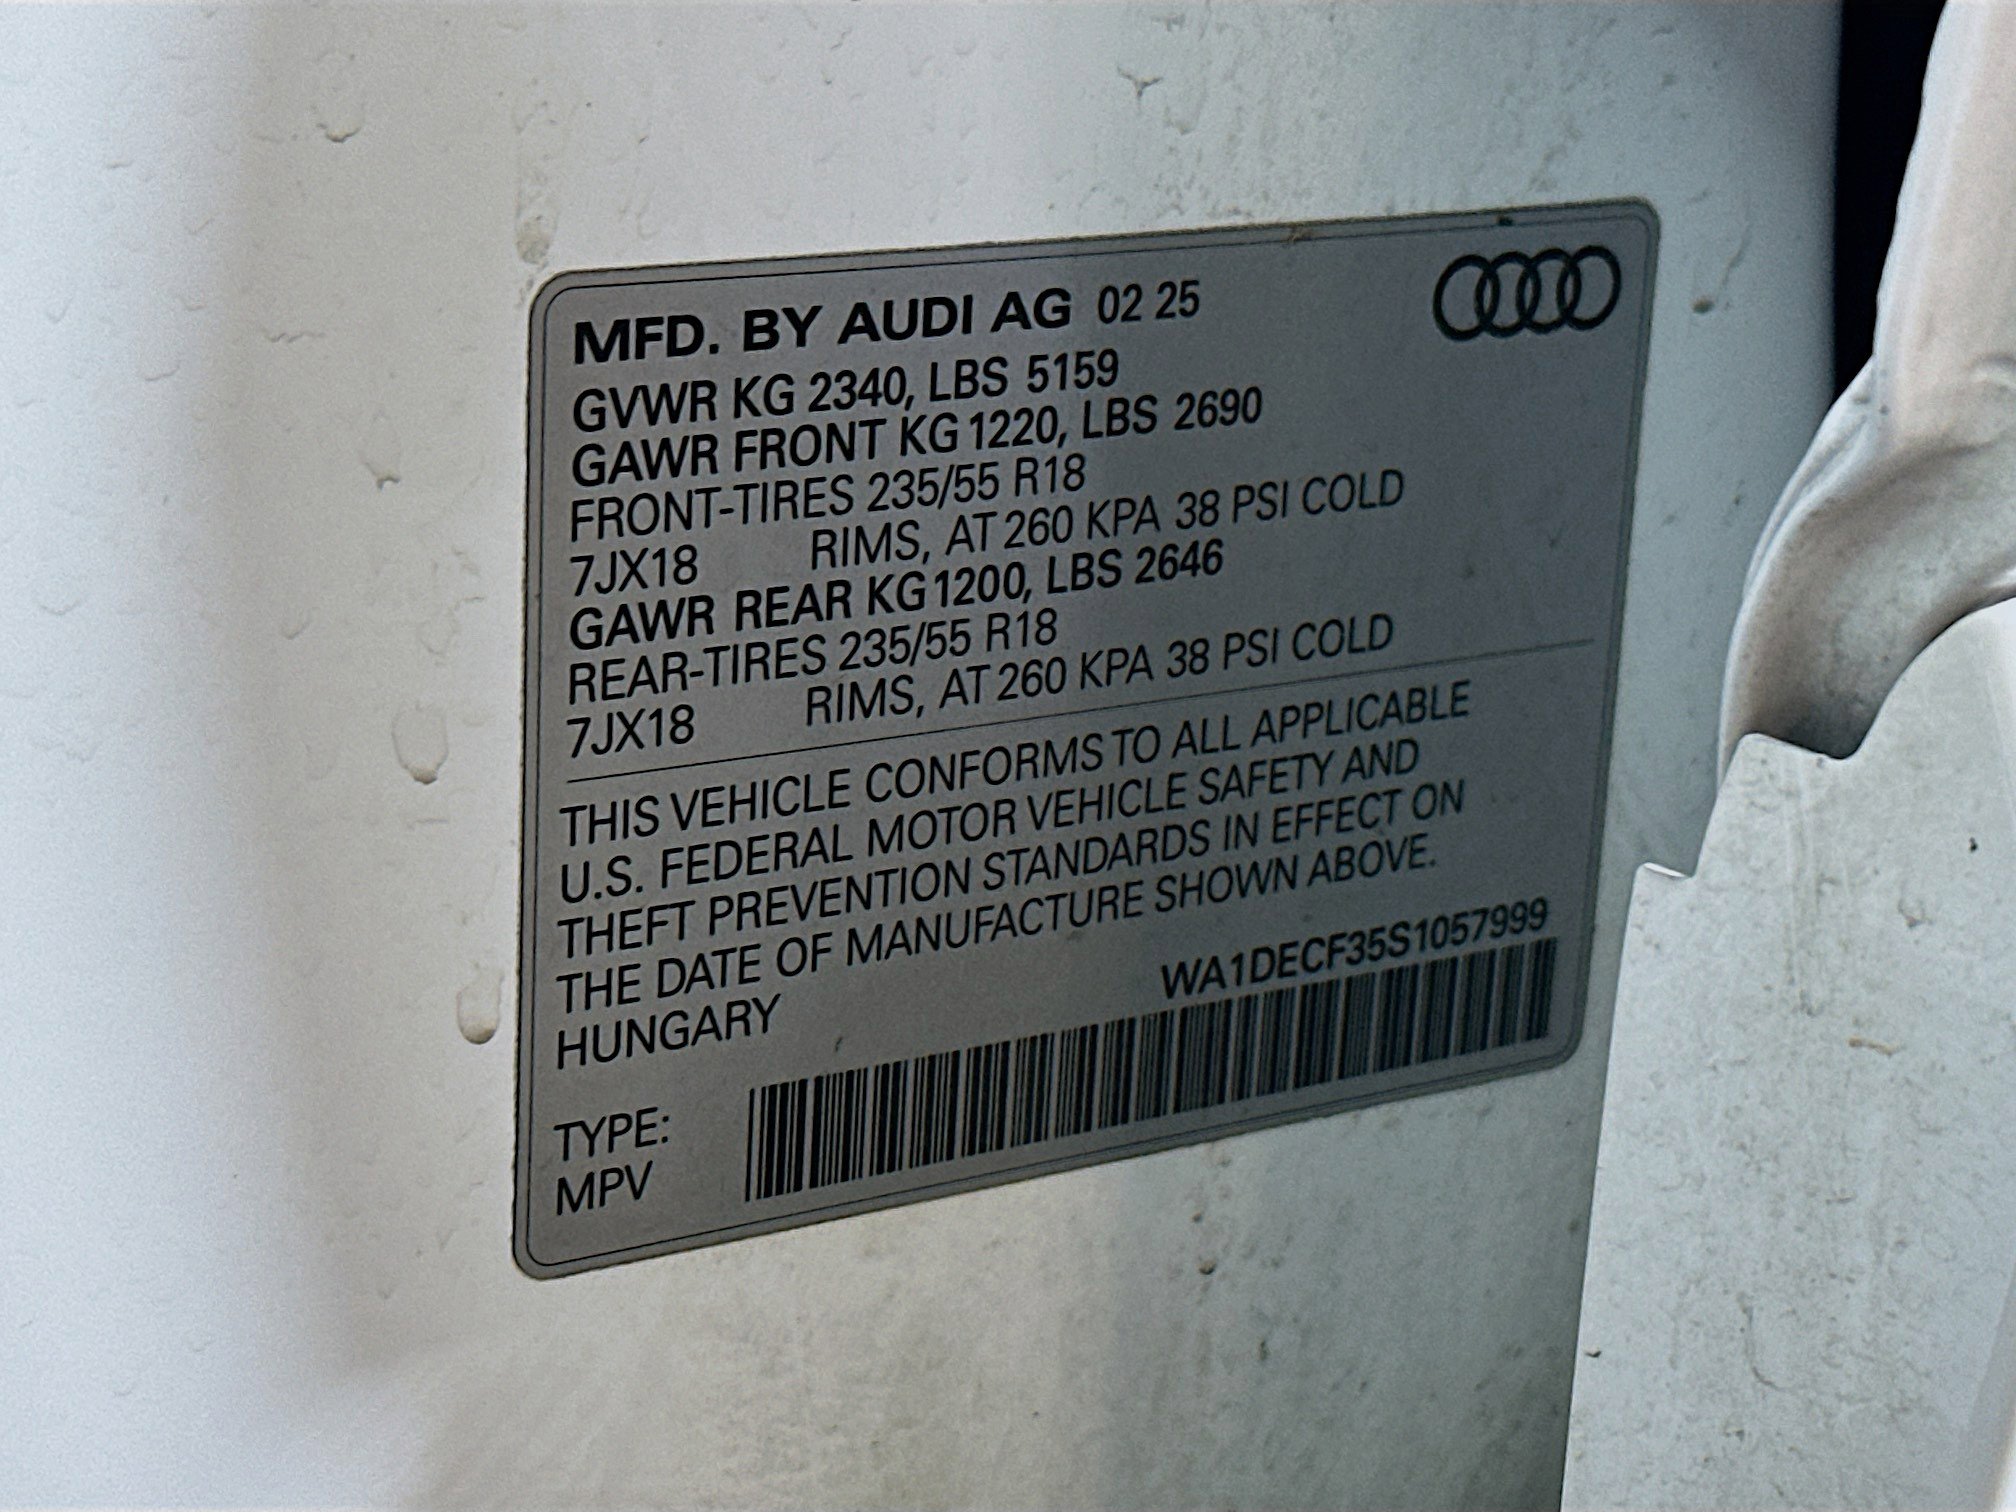 MFD. BY AUDI AG 02 25
GVWR KG 2340, LBS 5159
GAWR FRONT KG 1220, LBS 2690
FRONT-TIRES 235/55 R18
7JX18 RIMS, AT 260 KPA 38 PSI COLD
GAWR REAR KG 1200, LBS 2646
REAR-TIRES 235/55 R18
7JX18 RIMS, AT 260 KPA 38 PSI COLD
THIS VEHICLE CONFORMS TO ALL APPLICABLE
U.S. FEDERAL MOTOR VEHICLE SAFETY AND
THEFT PREVENTION STANDARDS IN EFFECT ON
THE DATE OF MANUFACTURE SHOWN ABOVE.
HUNGARY WA1DECF35S1057999
TYPE:
MPV